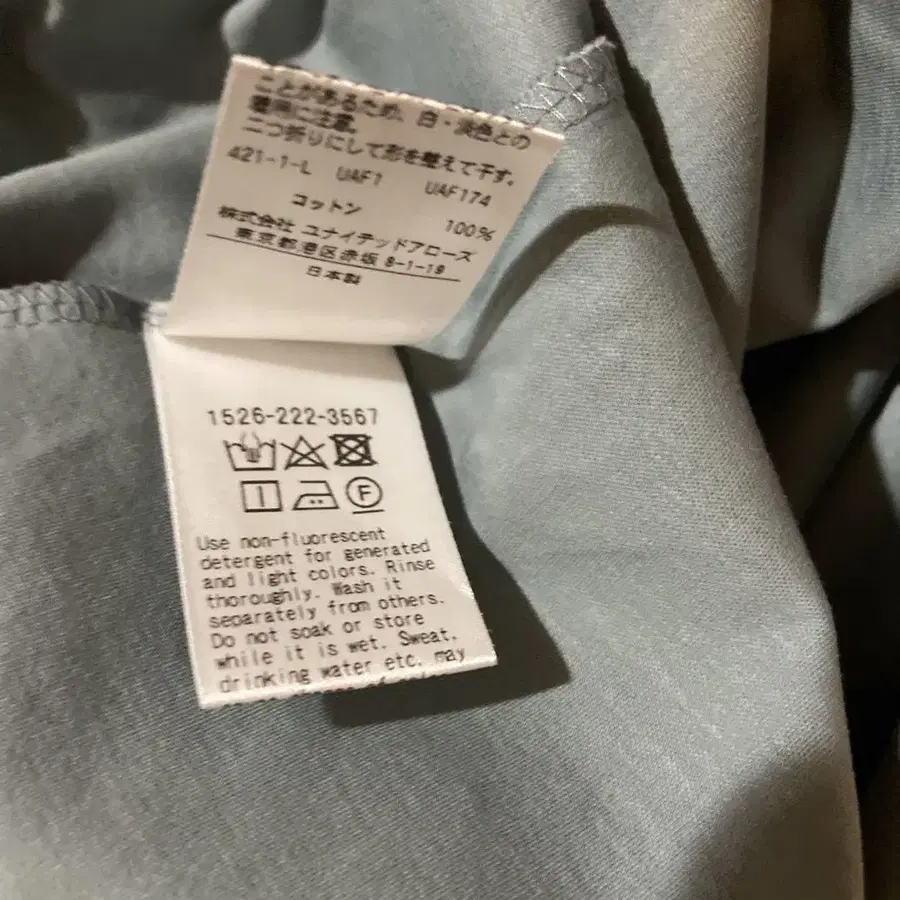 ことがあるため、白・淡色との
着用に注意。
二つ折りにして形を整えて干す。
421-1-L UAF1 UAF174
コットン 100%
株式会社 ユナイテッドアローズ
東京都港区赤坂 8-1-19
日本製
1526-222-3567
F
Use non-fluorescent
detergent for generated
and light colors. Rinse
thoroughly. Wash it
separately from others.
Do not soak or store
while it is wet. Sweat,
drinking water etc. may